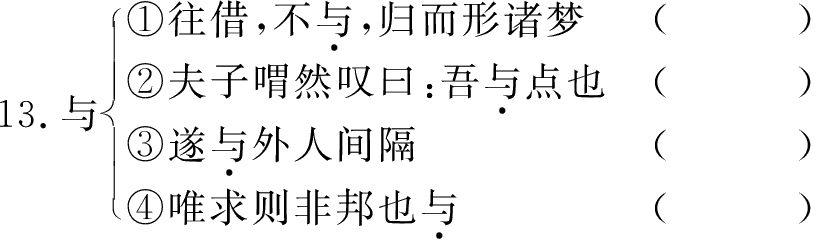 13. 与
①往借,不与,归而形诸梦 (　　)
②夫子喟然叹曰:吾与点也 (　　)
③遂与外人间隔 (　　)
④唯求则非邦也与 (　　)